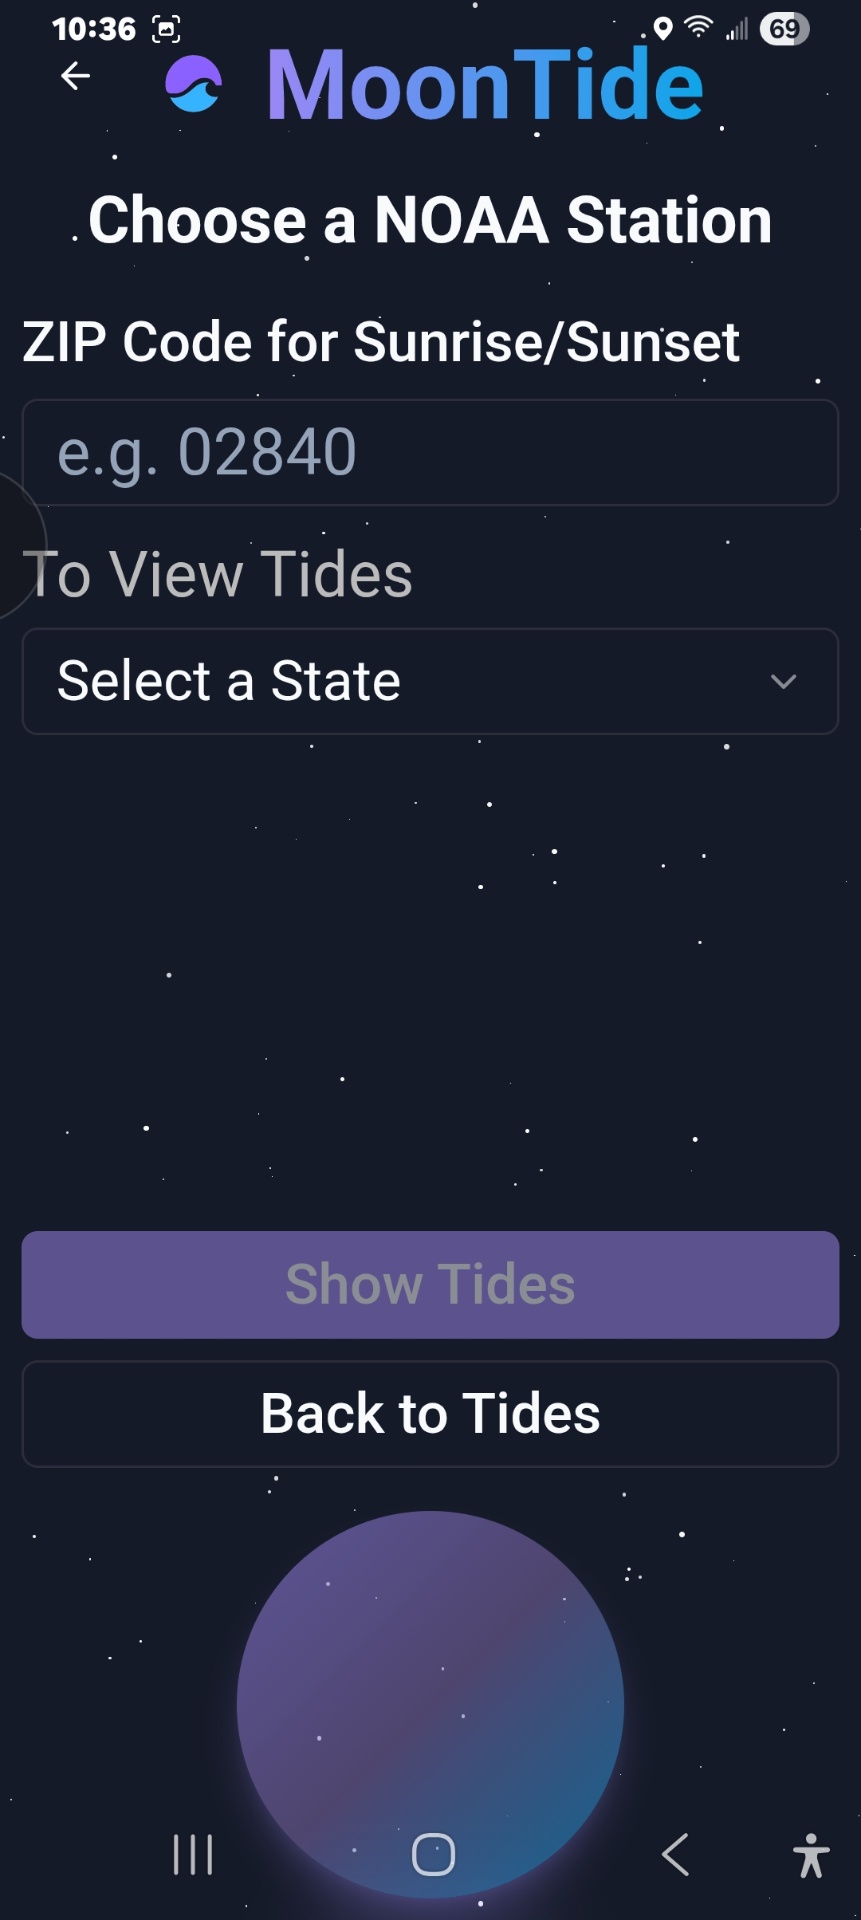 10:36
69
MoonTide
Choose a NOAA Station
ZIP Code for Sunrise/Sunset
e.g. 02840
To View Tides
Select a State
Show Tides
Back to Tides